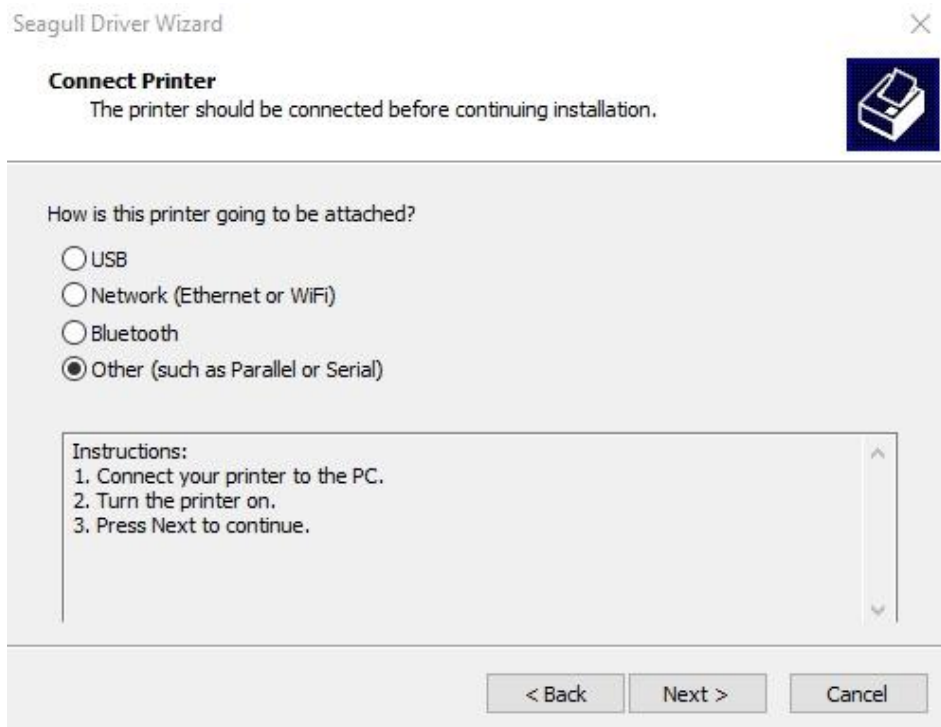 Seagull Driver Wizard
Connect Printer
The printer should be connected before continuing installation.
How is this printer going to be attached?
USB
Network (Ethernet or WiFi)
Bluetooth
Other (such as Parallel or Serial)
Instructions:
1. Connect your printer to the PC.
2. Turn the printer on.
3. Press Next to continue.
< Back Next > Cancel